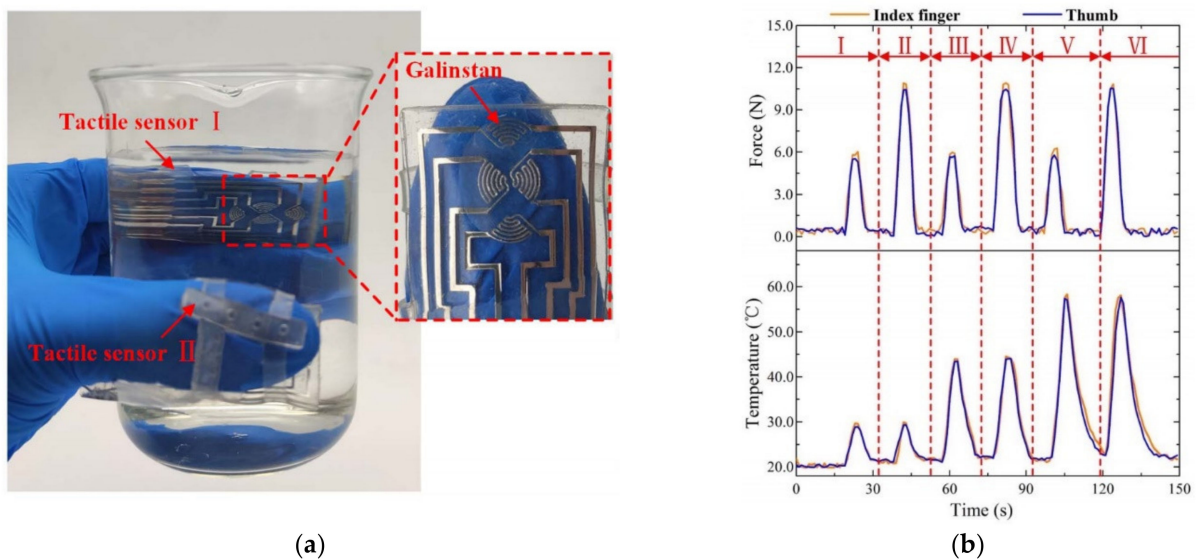 Tactile sensor Ⅰ
Galinstan
Tactile sensor Ⅱ
(a)
Index finger Thumb
Ⅰ Ⅱ Ⅲ Ⅳ Ⅴ Ⅵ
15.0
12.0
9.0
6.0
3.0
0.0
Force (N)
60.0
50.0
40.0
30.0
20.0
Temperature (℃)
0 30 60 90 120 150
Time (s)
(b)